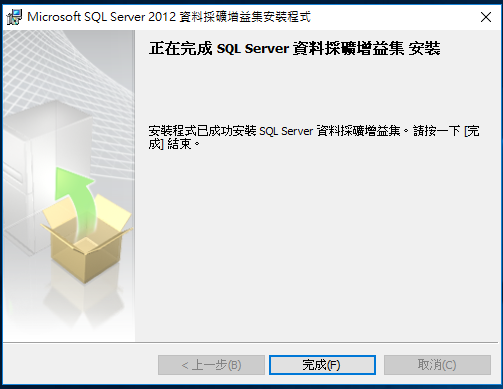 Microsoft SQL Server 2012 資料採礦增益集安裝程式
正在完成 SQL Server 資料採礦增益集 安裝
安裝程式已成功安裝 SQL Server 資料採礦增益集。請按一下 [完
成] 結束。
< 上一步(B)
完成(F)
取消(C)